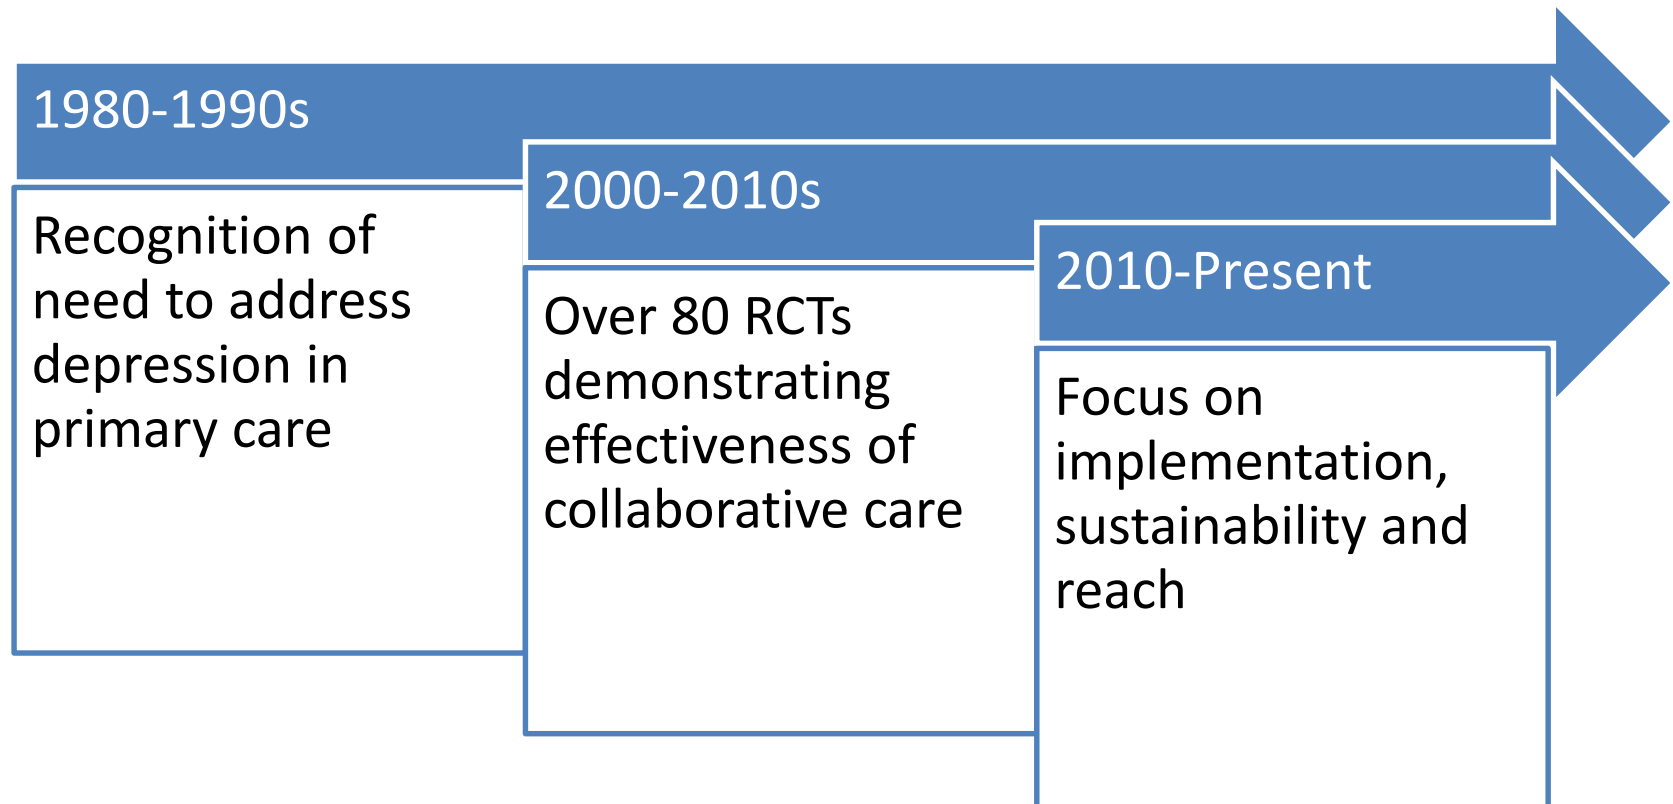 1980-1990s
Recognition of
need to address
depression in
primary care
2000-2010s
Over 80 RCTs
demonstrating
effectiveness of
collaborative care
2010-Present
Focus on
implementation,
sustainability and
reach